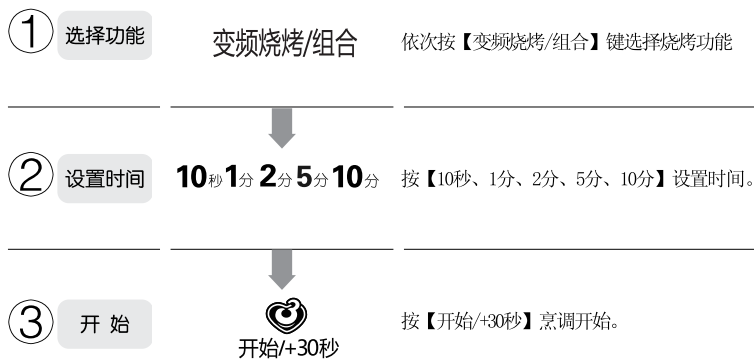 ① 选择功能 变频烧烤/组合 依次按【变频烧烤/组合】键选择烧烤功能
② 设置时间 10秒1分2分5分10分 按【10秒、1分、2分、5分、10分】设置时间。
③ 开始 按【开始/+30秒】烹调开始。
开始/+30秒